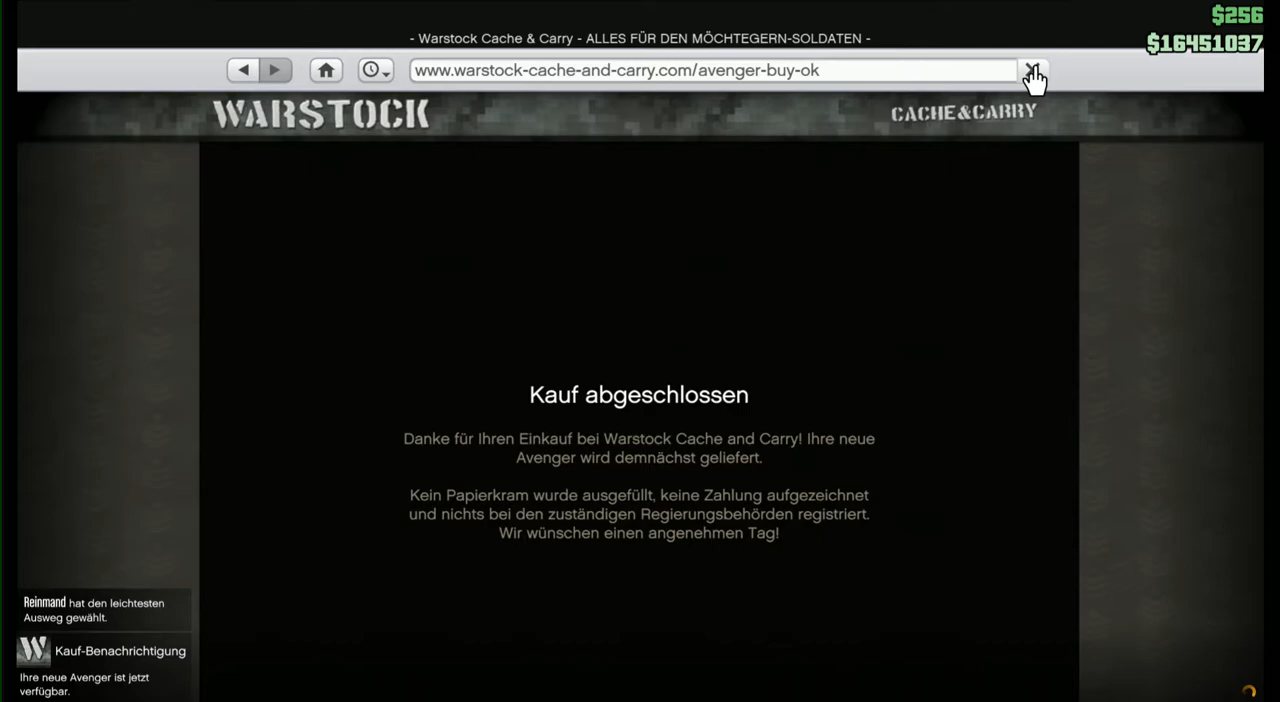 $256
$16451037
- Warstock Cache & Carry - ALLES FÜR DEN MÖCHTEGERN-SOLDATEN -
www.warstock-cache-and-carry.com/avenger-buy-ok
WARSTOCK
CACHE&CARRY
Kauf abgeschlossen
Danke für Ihren Einkauf bei Warstock Cache and Carry! Ihre neue
Avenger wird demnächst geliefert.
Kein Papierkram wurde ausgefüllt, keine Zahlung aufgezeichnet
und nichts bei den zuständigen Regierungsbehörden registriert.
Wir wünschen einen angenehmen Tag!
Reinmand hat den leichtesten
Ausweg gewählt.
W Kauf-Benachrichtigung
Ihre neue Avenger ist jetzt
verfügbar.